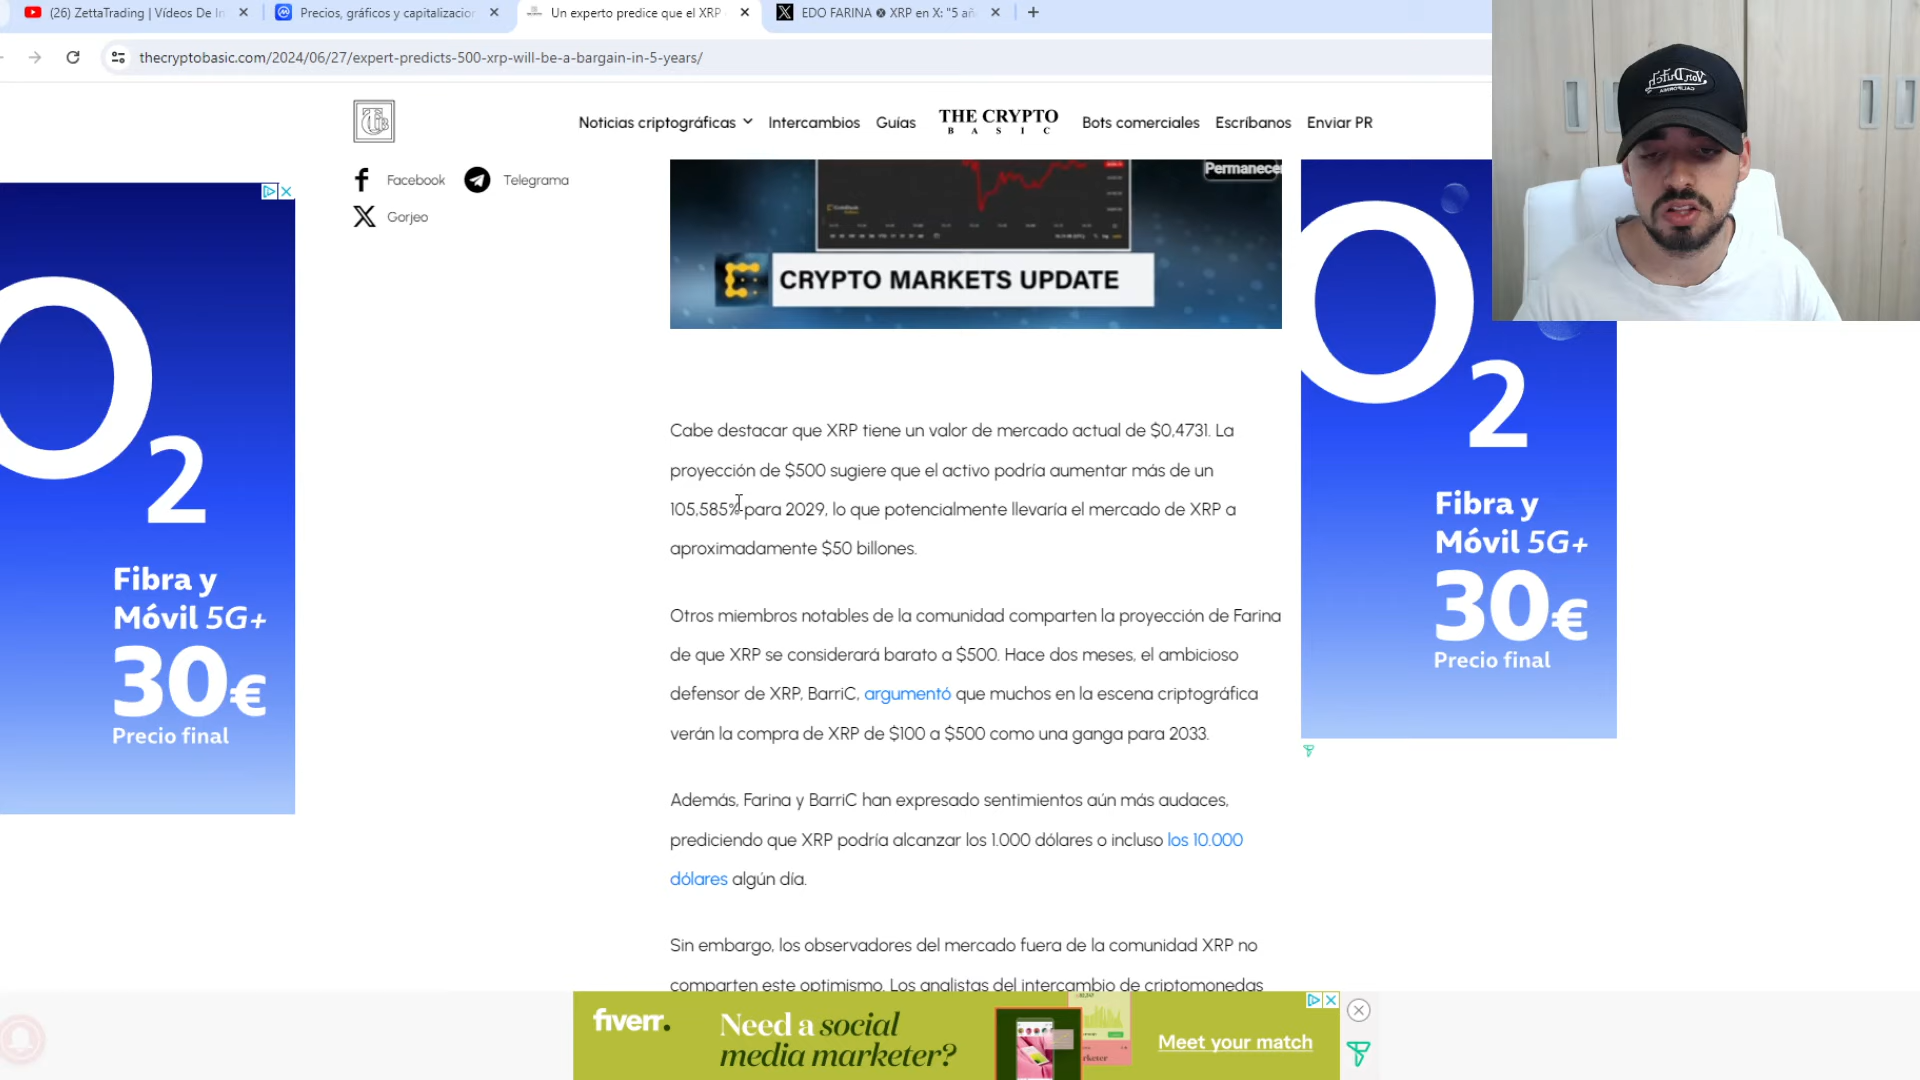 (26) ZettaTrading | Vídeos De In
Precios, gráficos y capitalizacion
Un experto predice que el XRP
EDO FARINA XRP en X: "5 añ
thecryptobasic.com/2024/06/27/expert-predicts-500-xrp-will-be-a-bargain-in-5-years/
Noticias criptográficas
Intercambios
Guías
THE CRYPTO
BASIC
Bots comerciales
Escríbanos
Enviar PR
Facebook
Telegrama
Gorjeo
Permanecer
CRYPTO MARKETS UPDATE
O2
Fibra y
Móvil 5G+
30€
Precio final
Cabe destacar que XRP tiene un valor de mercado actual de $0,4731. La
proyección de $500 sugiere que el activo podría aumentar más de un
105,585% para 2029, lo que potencialmente llevaría el mercado de XRP a
aproximadamente $50 billones.
Otros miembros notables de la comunidad comparten la proyección de Farina
de que XRP se considerará barato a $500. Hace dos meses, el ambicioso
defensor de XRP, BarriC, argumentó que muchos en la escena criptográfica
verán la compra de XRP de $100 a $500 como una ganga para 2033.
Además, Farina y BarriC han expresado sentimientos aún más audaces,
prediciendo que XRP podría alcanzar los 1.000 dólares o incluso los 10.000
dólares algún día.
Sin embargo, los observadores del mercado fuera de la comunidad XRP no
comparten este optimismo. Los analistas del intercambio de criptomonedas
O2
Fibra y
Móvil 5G+
30€
Precio final
Von Dutch
CALIFORNIA
fiverr.
Need a social
media marketer?
Meet your match